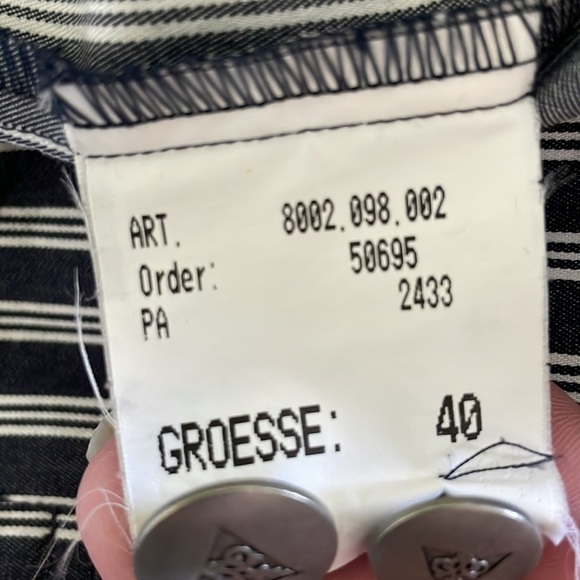 ART. 8002.098.002
Order: 50695
PA 2433
GROESSE: 40